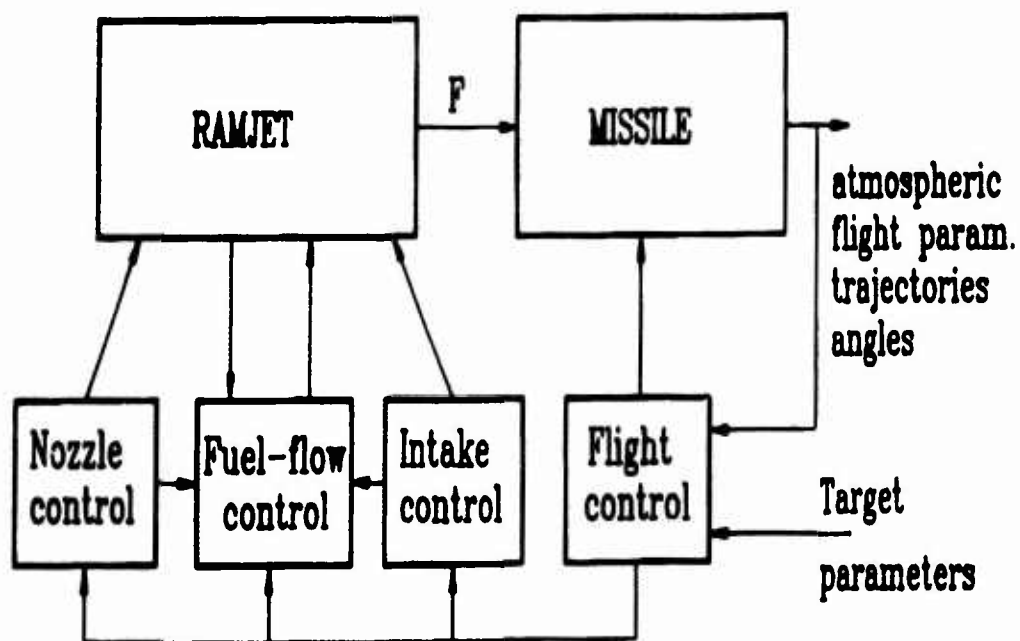 F
RAMJET
MISSILE
atmospheric
flight param.
trajectories
angles
Nozzle
control
Fuel-flow
control
Intake
control
Flight
control
Target
parameters